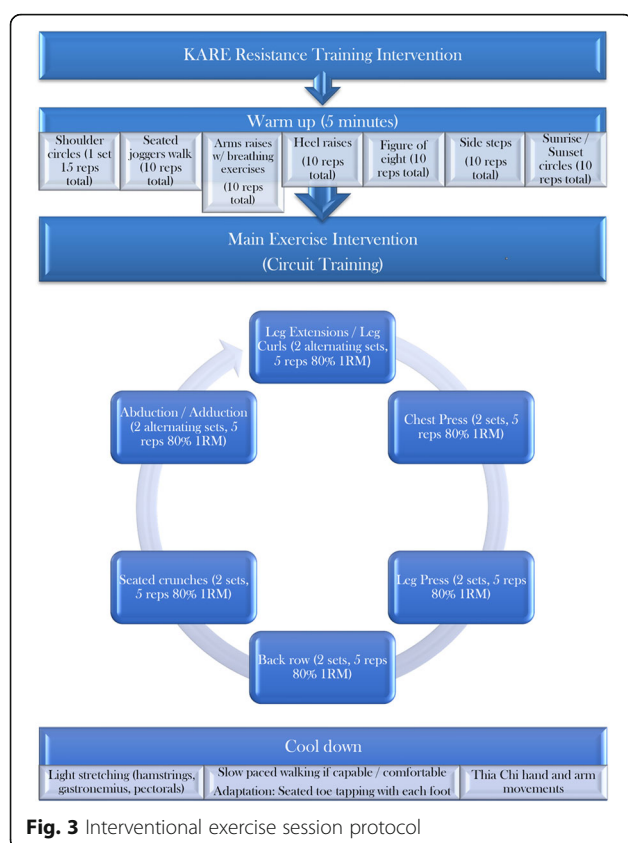 KARE Resistance Training Intervention
Warm up (5 minutes)
Shoulder
circles (1 set
15 reps
total)
Seated
joggers walk
(10 reps
total)
Arms raises
w/ breathing
exercises
(10 reps
total)
Heel raises
(10 reps
total)
Figure of
eight (10
reps total)
Side steps
(10 reps
total)
Sunrise /
Sunset
circles (10
reps total)
Main Exercise Intervention
(Circuit Training)
Leg Extensions / Leg
Curls (2 alternating sets,
5 reps 80% 1RM)
Chest Press (2 sets, 5
reps 80% 1RM)
Leg Press (2 sets, 5 reps
80% 1RM)
Back row (2 sets, 5 reps
80% 1RM)
Seated crunches (2 sets,
5 reps 80% 1RM)
Abduction / Adduction
(2 alternating sets, 5
reps 80% 1RM)
Cool down
Light stretching (hamstrings,
gastronemius, pectorals)
Slow paced walking if capable / comfortable
Adaptation: Seated toe tapping with each foot
Thia Chi hand and arm
movements
Fig. 3 Interventional exercise session protocol